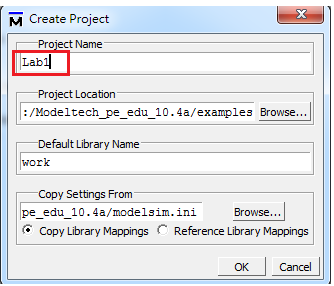 Create Project
Project Name
Lab1
Project Location
:/Modeltech_pe_edu_10.4a/examples Browse...
Default Library Name
work
Copy Settings From
pe_edu_10.4a/modelsim.ini Browse...
Copy Library Mappings Reference Library Mappings
OK Cancel